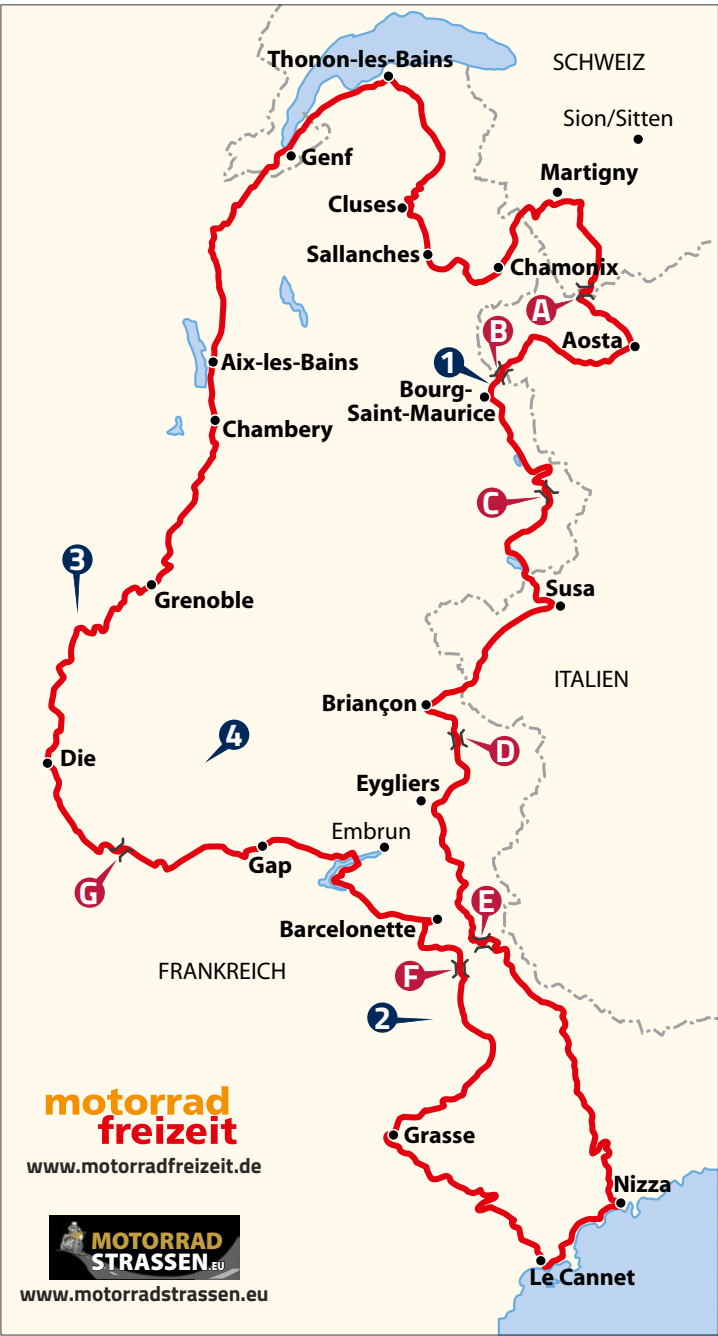 SCHWEIZ
Thonon-les-Bains
Sion/Sitten
Genf
Martigny
Cluses
Sallanches
Chamonix
A
B
Aosta
1
Aix-les-Bains
Bourg-
Saint-Maurice
Chambery
C
3
Susa
Grenoble
ITALIEN
Briançon
4
D
Die
Eygliers
Embrun
Gap
G
E
Barcelonette
FRANKREICH
F
2
motorrad
freizeit
www.motorradfreizeit.de
Grasse
Nizza
MOTORRAD
STRASSEN.EU
www.motorradstrassen.eu
Le Cannet